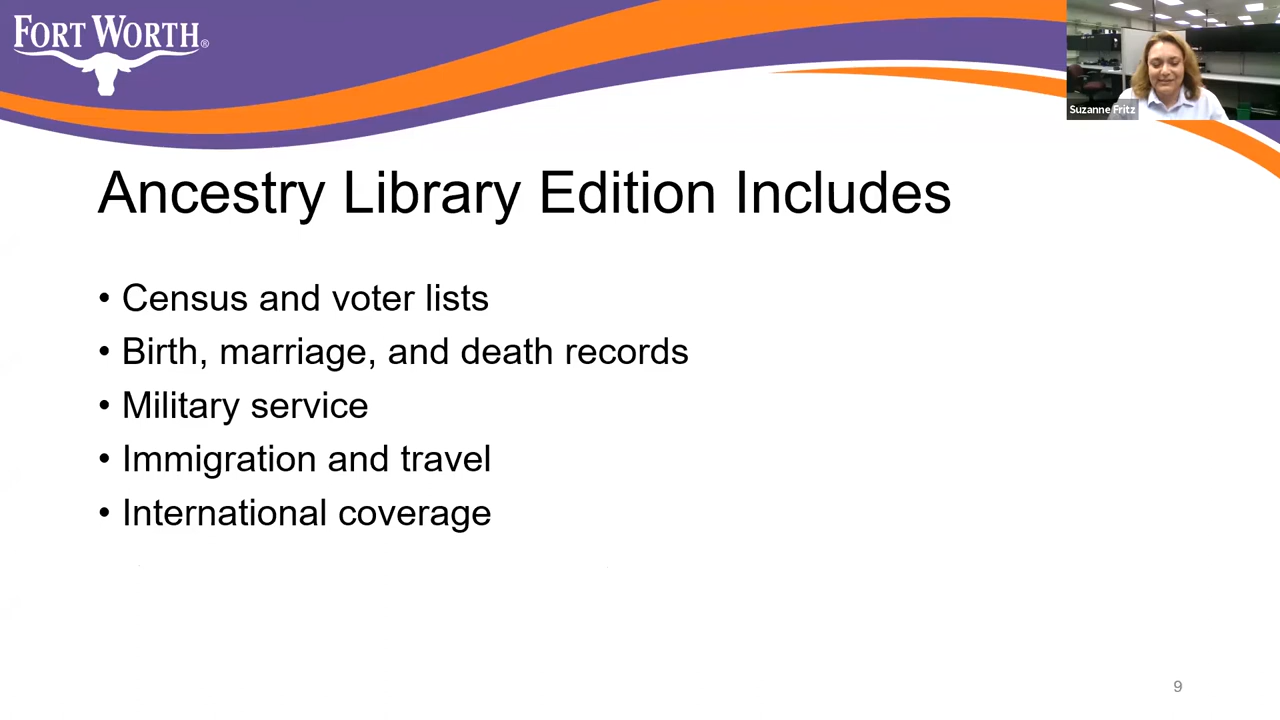 FORT WORTH®
Suzanne Fritz
Ancestry Library Edition Includes
• Census and voter lists
• Birth, marriage, and death records
• Military service
• Immigration and travel
• International coverage
9